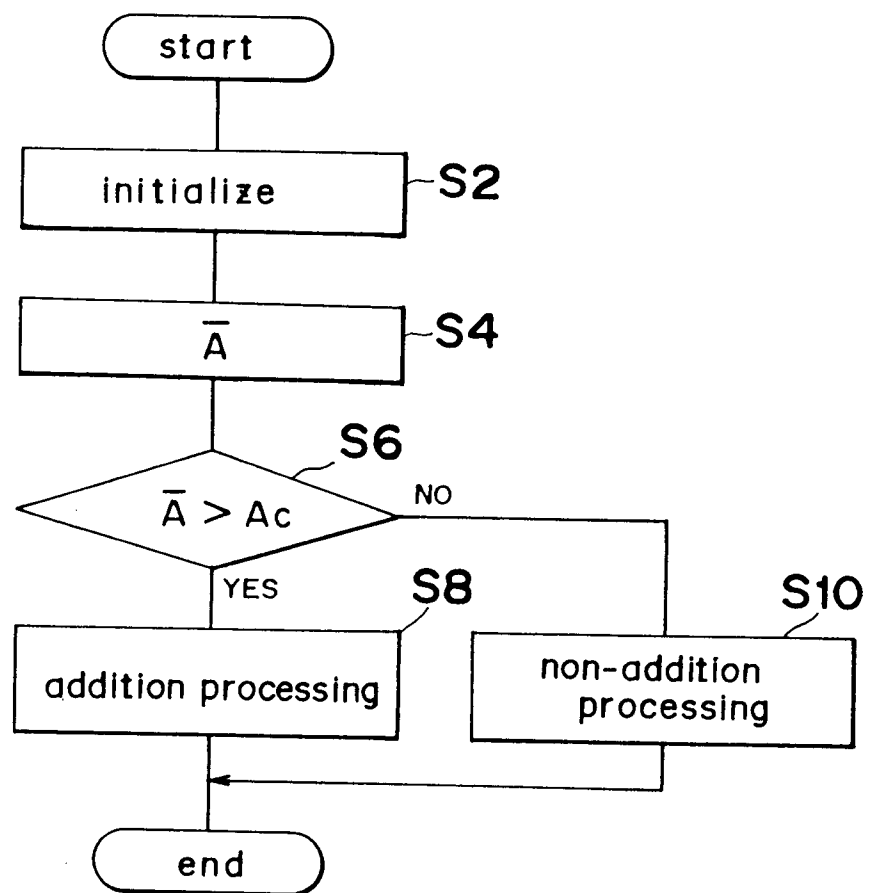 start
initialize
S2
A̅
S4
S6
A̅ > Ac
NO
YES
S8
S10
addition processing
non-addition
processing
end